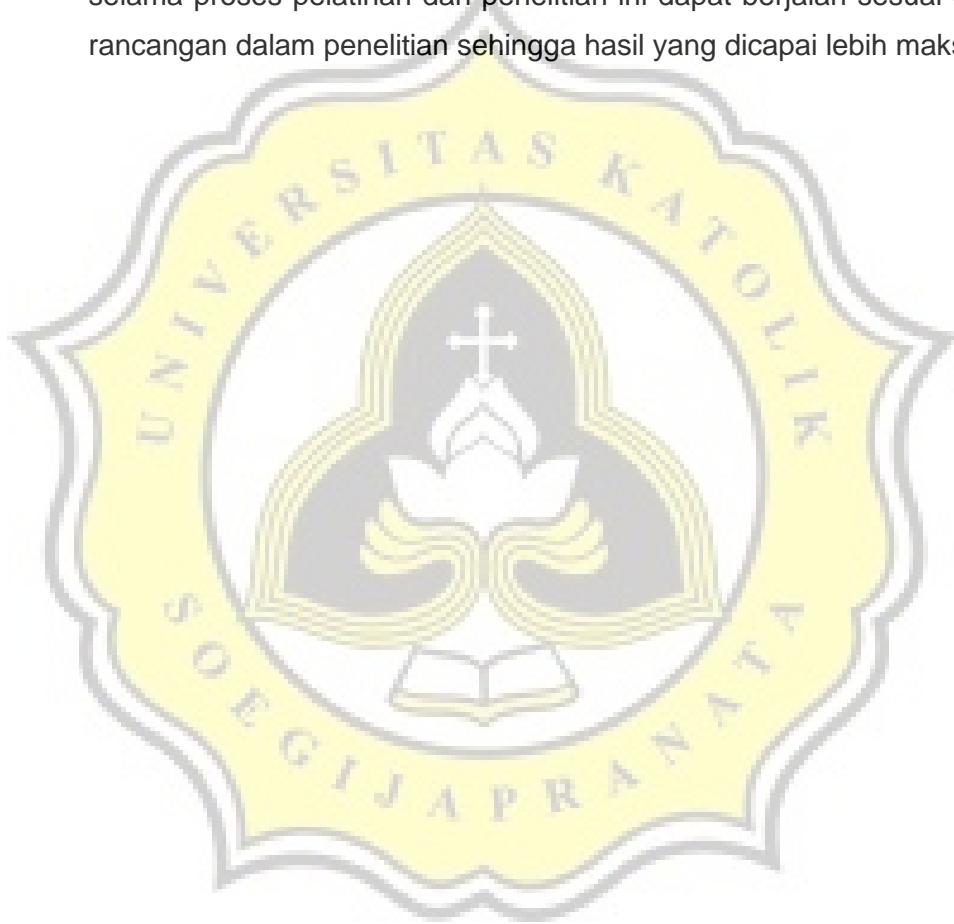 selama proses pelatihan dan penelitian ini dapat berjalan sesuai
rancangan dalam penelitian sehingga hasil yang dicapai lebih
UNIVERSITAS KATOLIK
SOEGIJAPRANATA